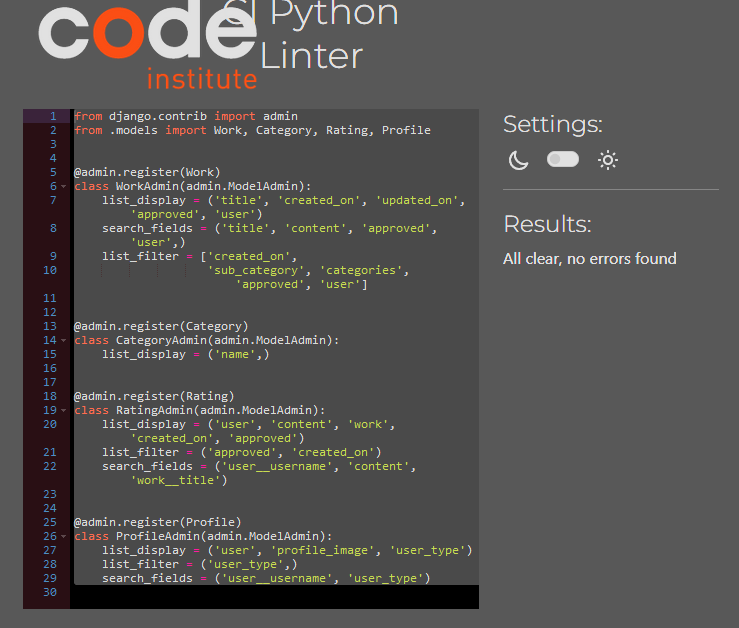 CI Python
Linter
code
institute
1 from django.contrib import admin
2 from .models import Work, Category, Rating, Profile
3
4
5 @admin.register(Work)
6 class WorkAdmin(admin.ModelAdmin):
7 list_display = ('title', 'created_on', 'updated_on',
'approved', 'user')
8 search_fields = ('title', 'content', 'approved',
'user',)
9 list_filter = ['created_on',
10 'sub_category', 'categories',
'approved', 'user']
11
12
13 @admin.register(Category)
14 class CategoryAdmin(admin.ModelAdmin):
15 list_display = ('name',)
16
17
18 @admin.register(Rating)
19 class RatingAdmin(admin.ModelAdmin):
20 list_display = ('user', 'content', 'work',
'created_on', 'approved')
21 list_filter = ('approved', 'created_on')
22 search_fields = ('user__username', 'content',
'work__title')
23
24
25 @admin.register(Profile)
26 class ProfileAdmin(admin.ModelAdmin):
27 list_display = ('user', 'profile_image', 'user_type')
28 list_filter = ('user_type',)
29 search_fields = ('user__username', 'user_type')
30
Settings:
Results:
All clear, no errors found